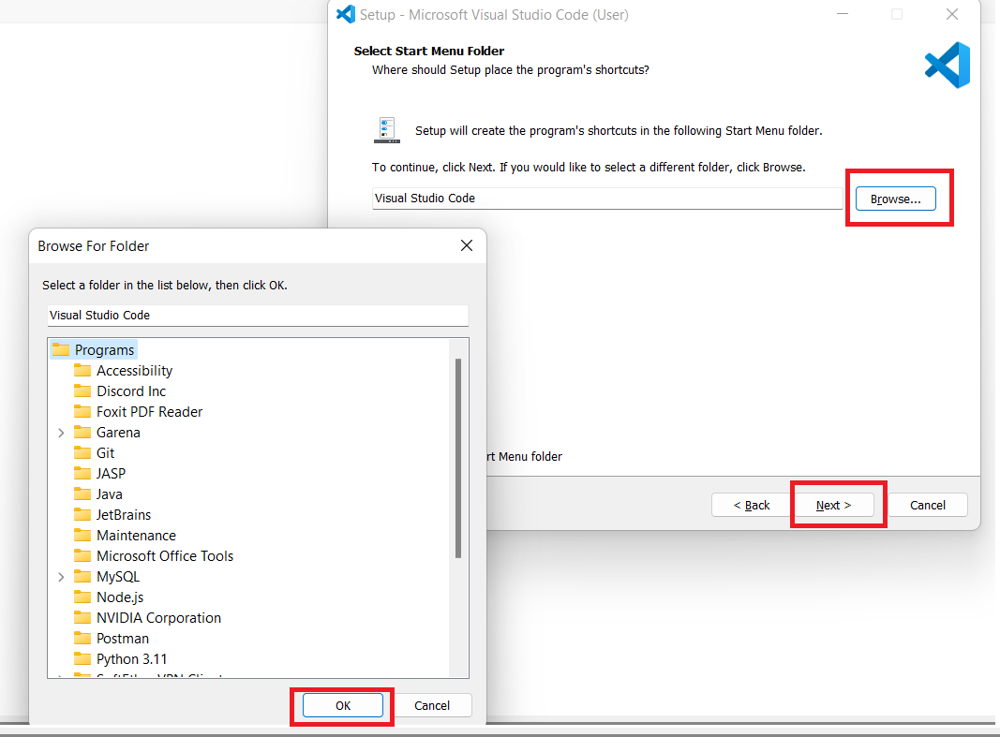 Setup - Microsoft Visual Studio Code (User)
Select Start Menu Folder
Where should Setup place the program's shortcuts?
Setup will create the program's shortcuts in the following Start Menu folder.
To continue, click Next. If you would like to select a different folder, click Browse.
Visual Studio Code
Browse...
rt Menu folder
< Back
Next >
Cancel
Browse For Folder
Select a folder in the list below, then click OK.
Visual Studio Code
Programs
Accessibility
Discord Inc
Foxit PDF Reader
Garena
Git
JASP
Java
JetBrains
Maintenance
Microsoft Office Tools
MySQL
Node.js
NVIDIA Corporation
Postman
Python 3.11
SoftEther VPN Client
OK
Cancel